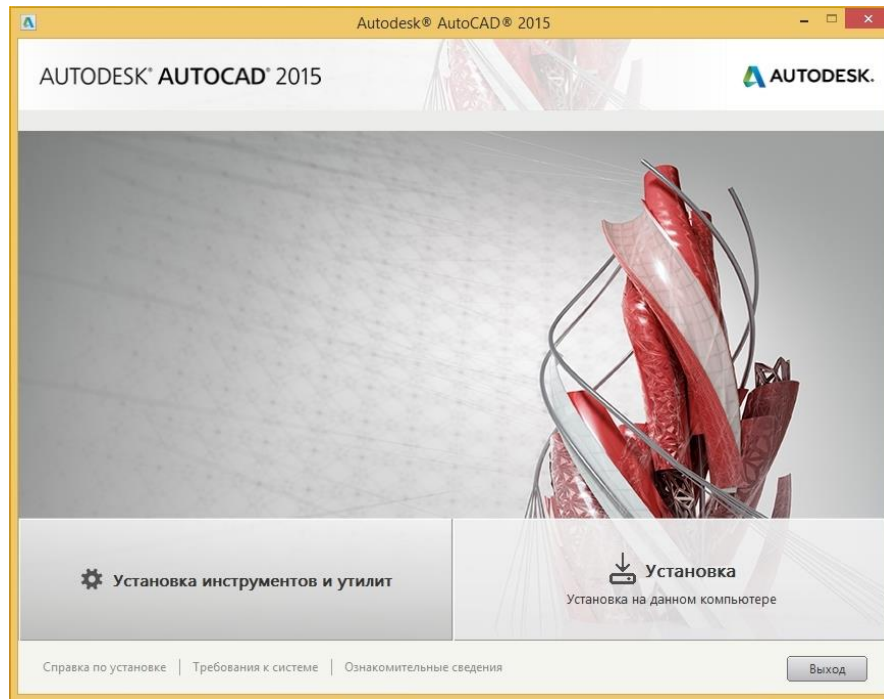 Autodesk® AutoCAD® 2015
AUTODESK® AUTOCAD® 2015
AUTODESK.
Установка инструментов и утилит
Установка
Установка на данном компьютере
Справка по установке | Требования к системе | Ознакомительные сведения
Выход